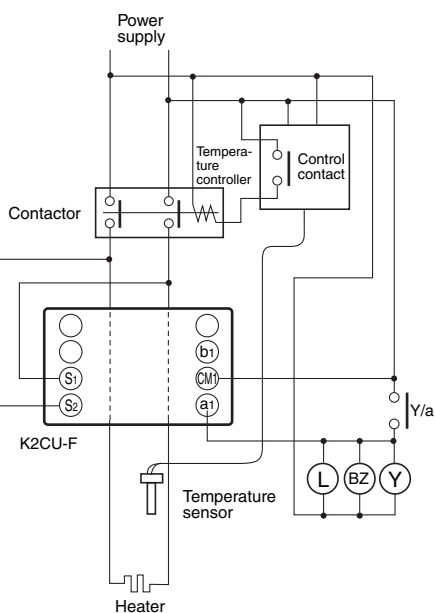 Power
supply
Tempera-
ture
controller
Control
contact
Contactor
b1
S1
CM1
S2
a1
Y/a
K2CU-F
L
BZ
Y
Temperature
sensor
Heater